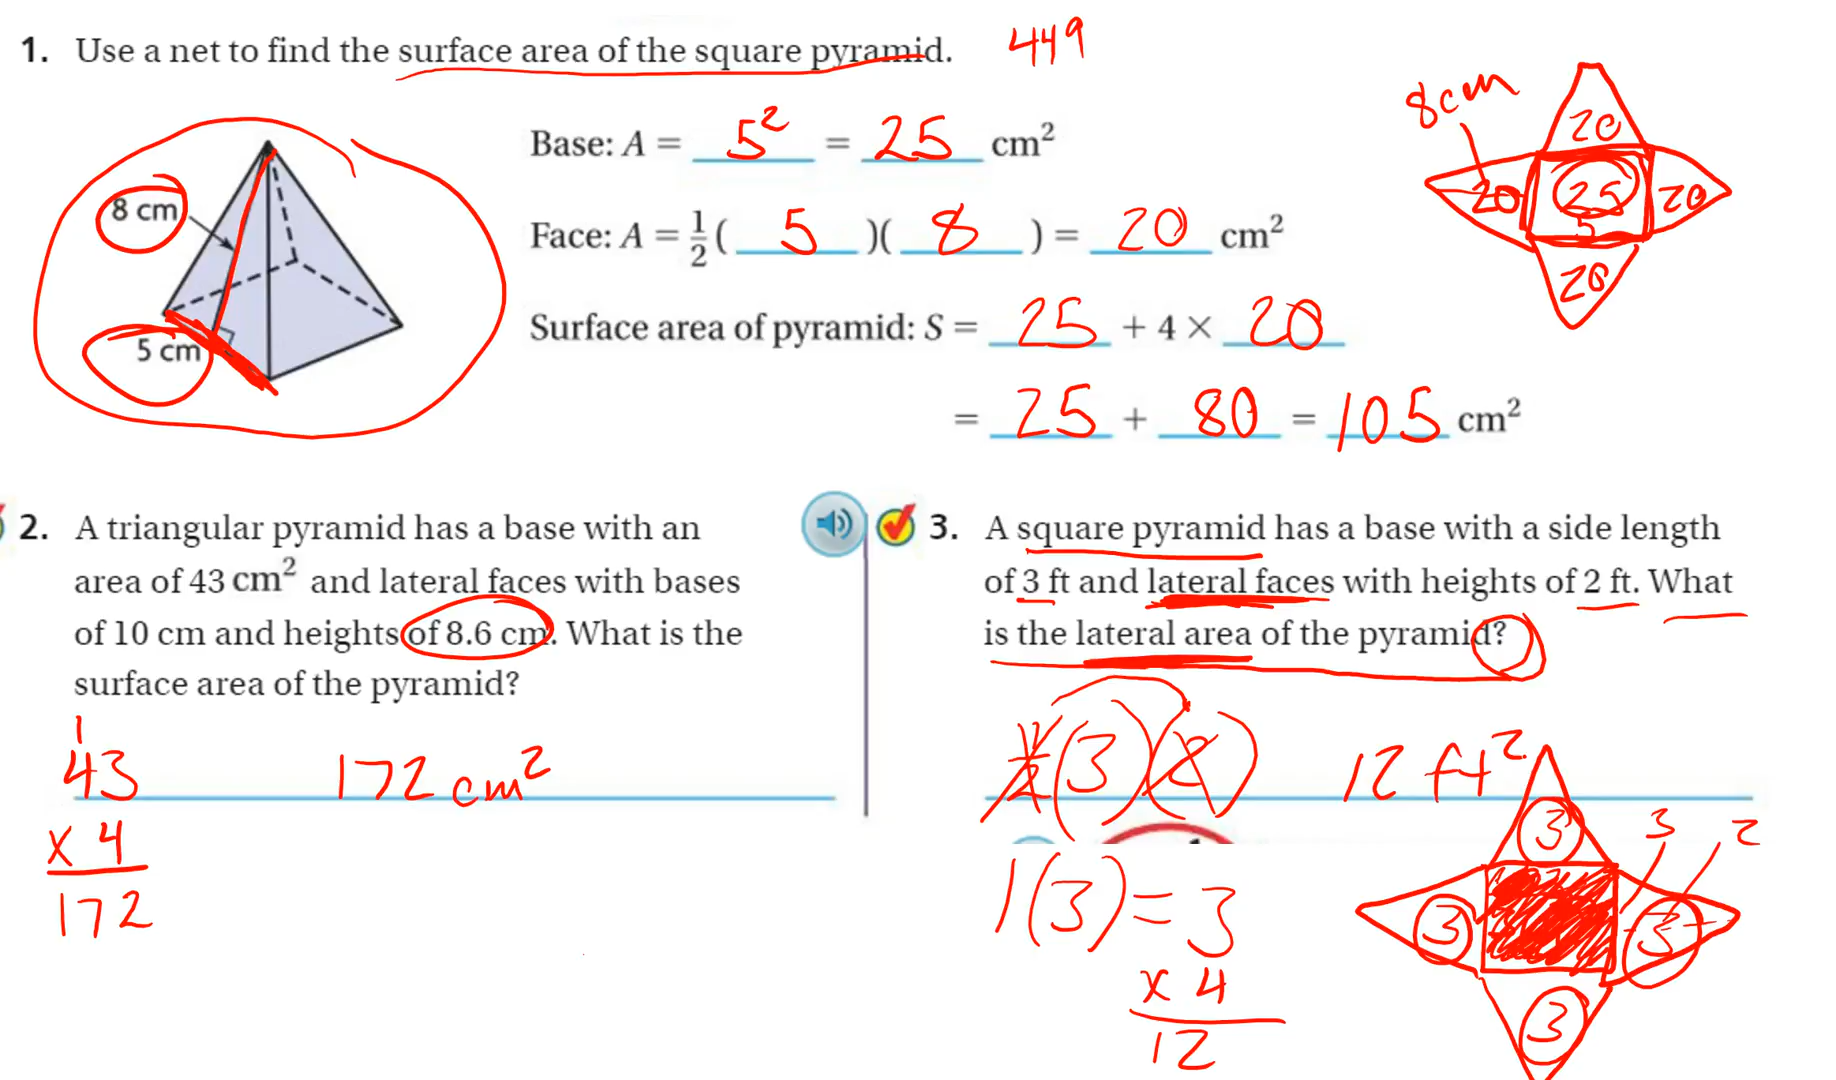 1. Use a net to find the surface area of the square pyramid. 449
8 cm
5 cm
Base: A = 5² = 25 cm²
Face: A = 1/2 ( 5 )( 8 ) = 20 cm²
Surface area of pyramid: S = 25 + 4 × 20
= 25 + 80 = 105 cm²
8cm
20
20 25 20
5
20
2. A triangular pyramid has a base with an
area of 43 cm² and lateral faces with bases
of 10 cm and heights of 8.6 cm. What is the
surface area of the pyramid?
1
43
x 4
172
172 cm²
3. A square pyramid has a base with a side length
of 3 ft and lateral faces with heights of 2 ft. What
is the lateral area of the pyramid?
1/2 (3)(2) 12 ft²
1(3) = 3
x 4
12
3
3 2
3 3
3